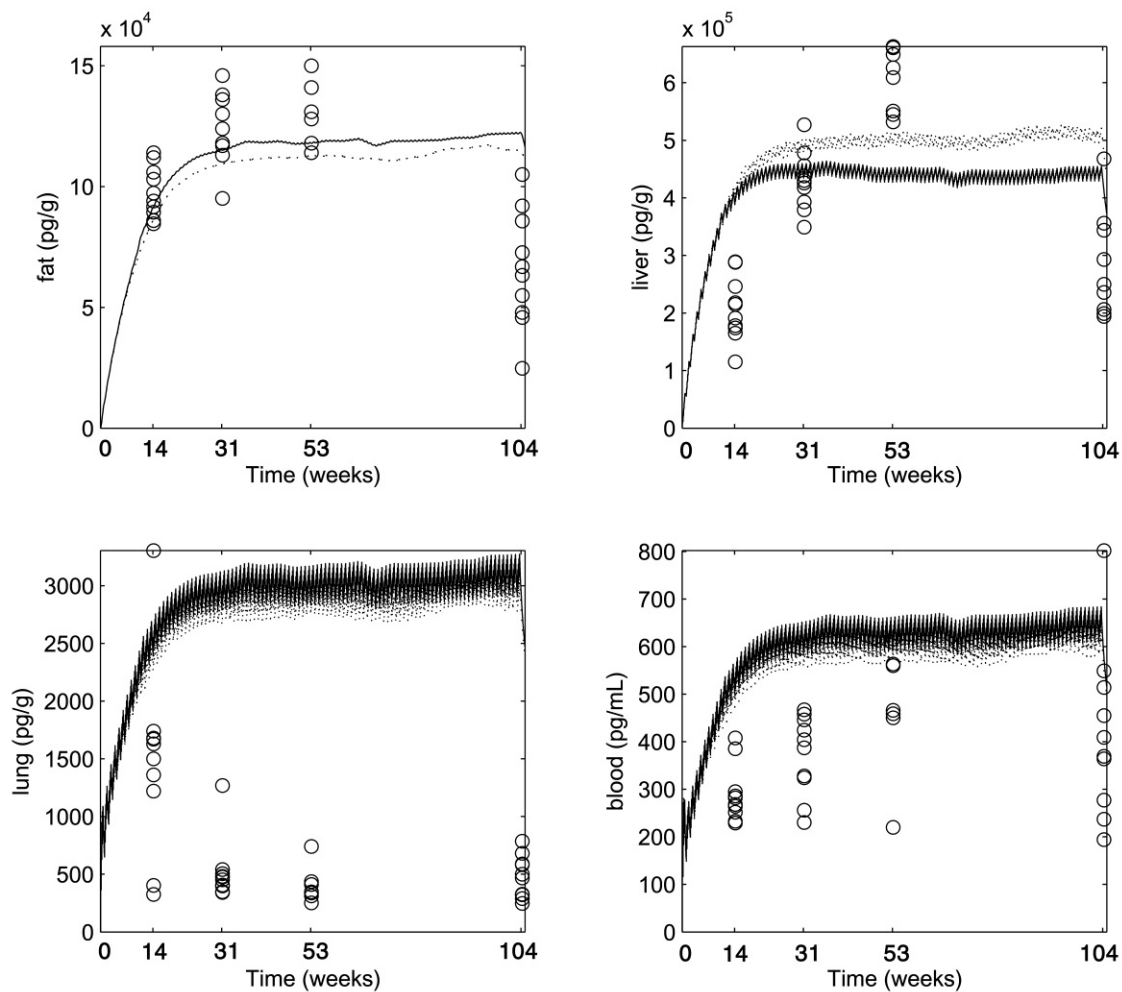 x 10^4
15
10
5
0
fat (pg/g)
0 14 31 53 104
Time (weeks)
x 10^5
6
5
4
3
2
1
0
liver (pg/g)
0 14 31 53 104
Time (weeks)
3000
2500
2000
1500
1000
500
0
lung (pg/g)
0 14 31 53 104
Time (weeks)
800
700
600
500
400
300
200
100
0
blood (pg/mL)
0 14 31 53 104
Time (weeks)